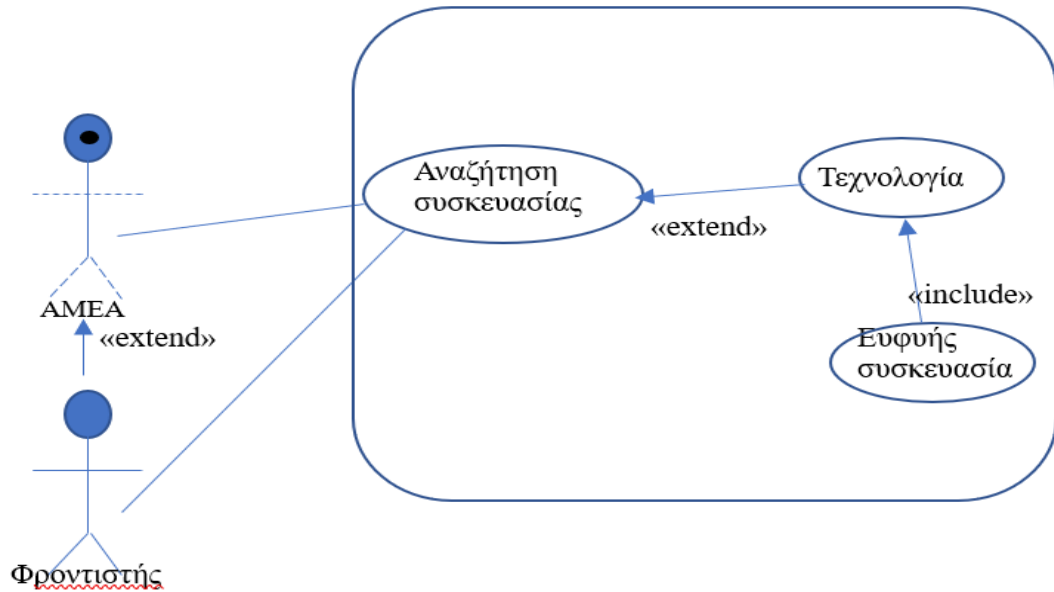 Αναζήτηση
συσκευασίας
Τεχνολογία
«extend»
«include»
ΑΜΕΑ
«extend»
Ευφυής
συσκευασία
Φροντιστής